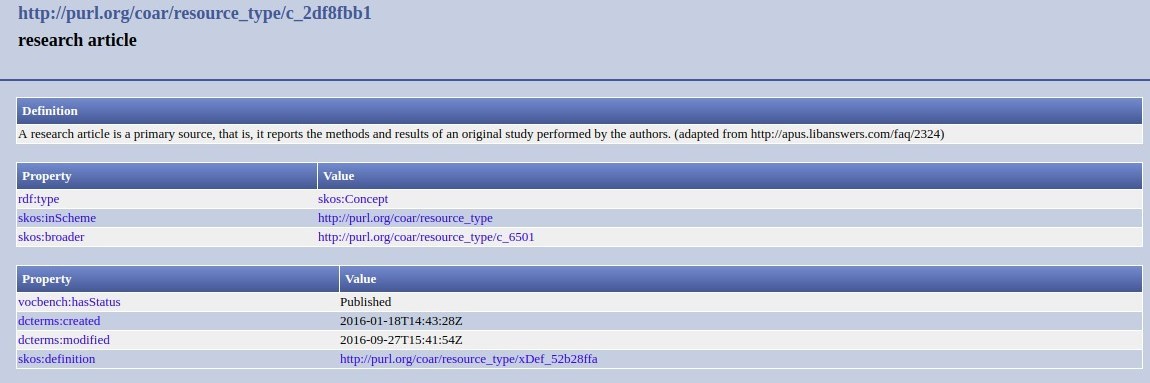 http://purl.org/coar/resource_type/c_2df8fbb1
research article
Definition
A research article is a primary source, that is, it reports the methods and results of an original study performed by the authors. (adapted from http://apus.libanswers.com/faq/2324)
Property Value
rdf:type skos:Concept
skos:inScheme http://purl.org/coar/resource_type
skos:broader http://purl.org/coar/resource_type/c_6501
Property Value
vocbench:hasStatus Published
dcterms:created 2016-01-18T14:43:28Z
dcterms:modified 2016-09-27T15:41:54Z
skos:definition http://purl.org/coar/resource_type/xDef_52b28ffa